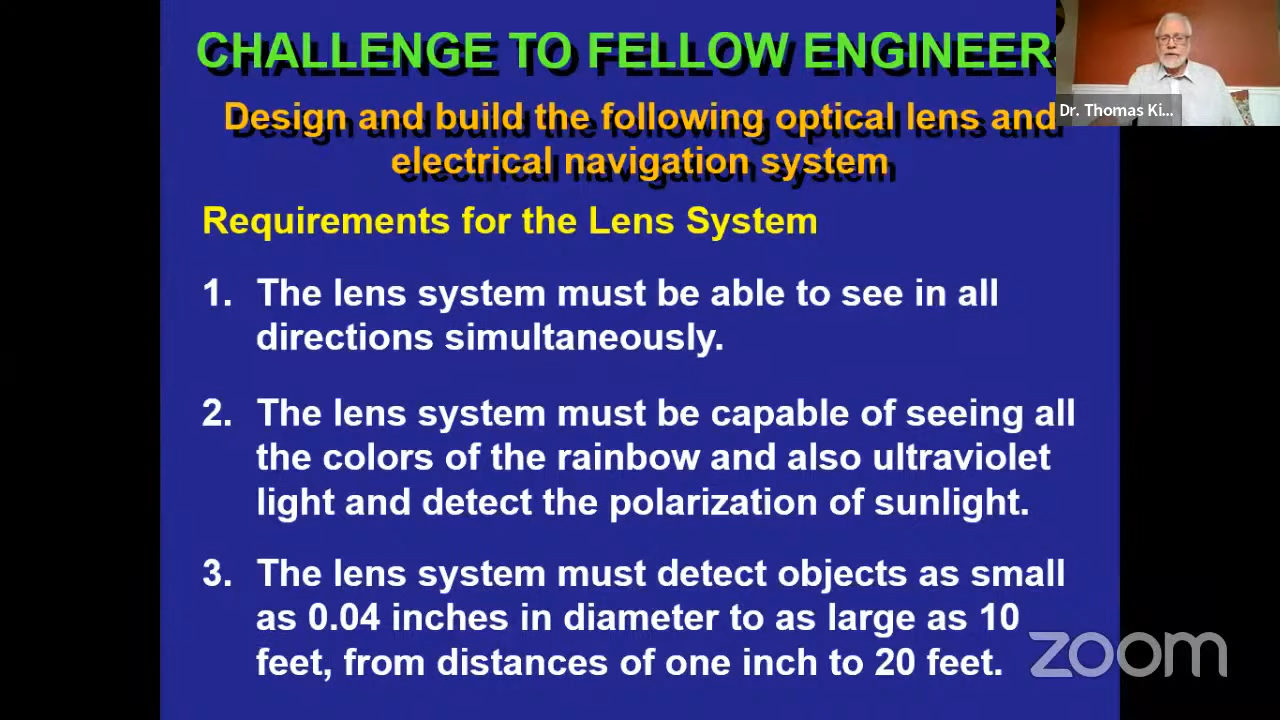 CHALLENGE TO FELLOW ENGINEER
Dr. Thomas Ki...
Design and build the following optical lens and
electrical navigation system
Requirements for the Lens System
1. The lens system must be able to see in all
directions simultaneously.
2. The lens system must be capable of seeing all
the colors of the rainbow and also ultraviolet
light and detect the polarization of sunlight.
3. The lens system must detect objects as small
as 0.04 inches in diameter to as large as 10
feet, from distances of one inch to 20 feet.
zoom